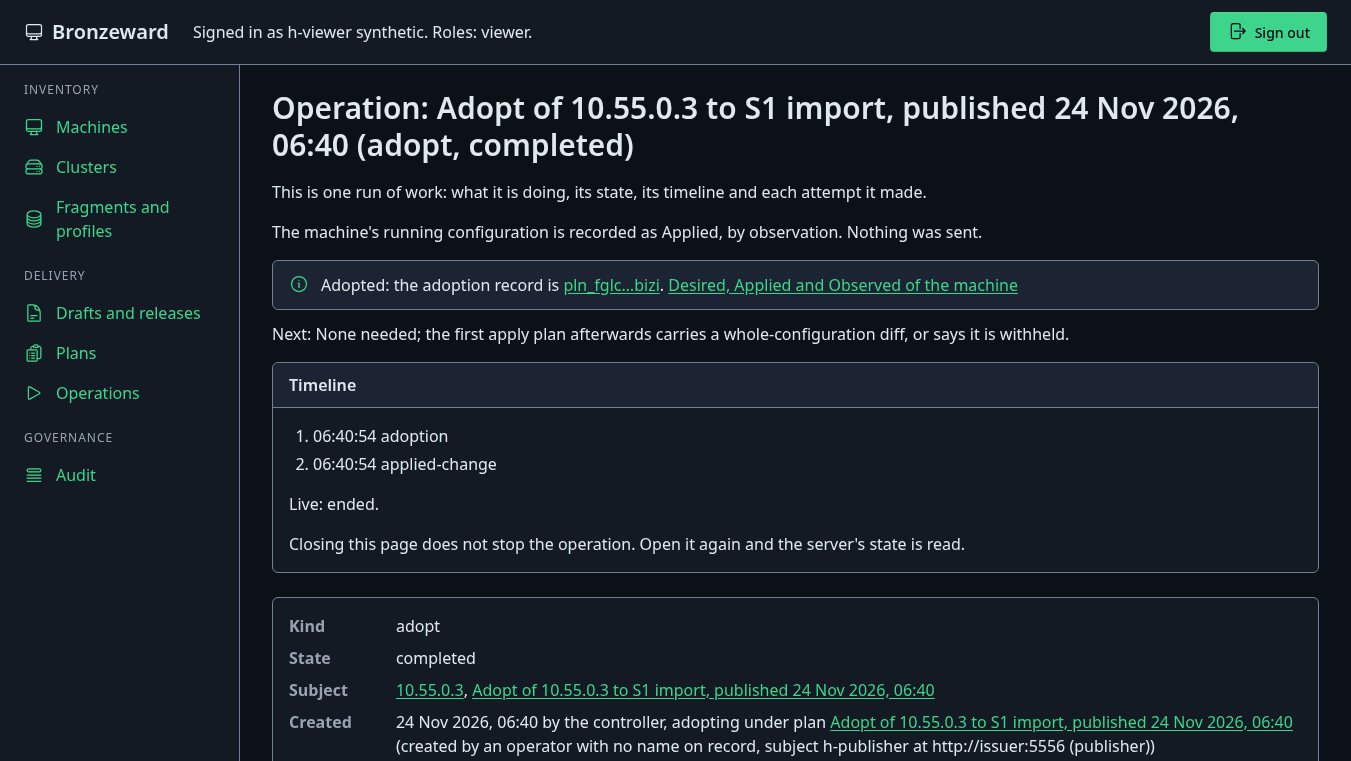 Bronzeward
Signed in as h-viewer synthetic. Roles: viewer.
Sign out
INVENTORY
Machines
Clusters
Fragments and
profiles
DELIVERY
Drafts and releases
Plans
Operations
GOVERNANCE
Audit
Operation: Adopt of 10.55.0.3 to S1 import, published 24 Nov 2026,
06:40 (adopt, completed)
This is one run of work: what it is doing, its state, its timeline and each attempt it made.
The machine's running configuration is recorded as Applied, by observation. Nothing was sent.
Adopted: the adoption record is pln_fglc…bizi. Desired, Applied and Observed of the machine
Next: None needed; the first apply plan afterwards carries a whole-configuration diff, or says it is withheld.
Timeline
1. 06:40:54 adoption
2. 06:40:54 applied-change
Live: ended.
Closing this page does not stop the operation. Open it again and the server's state is read.
Kind adopt
State completed
Subject 10.55.0.3, Adopt of 10.55.0.3 to S1 import, published 24 Nov 2026, 06:40
Created 24 Nov 2026, 06:40 by the controller, adopting under plan Adopt of 10.55.0.3 to S1 import, published 24 Nov 2026, 06:40
(created by an operator with no name on record, subject h-publisher at http://issuer:5556 (publisher))